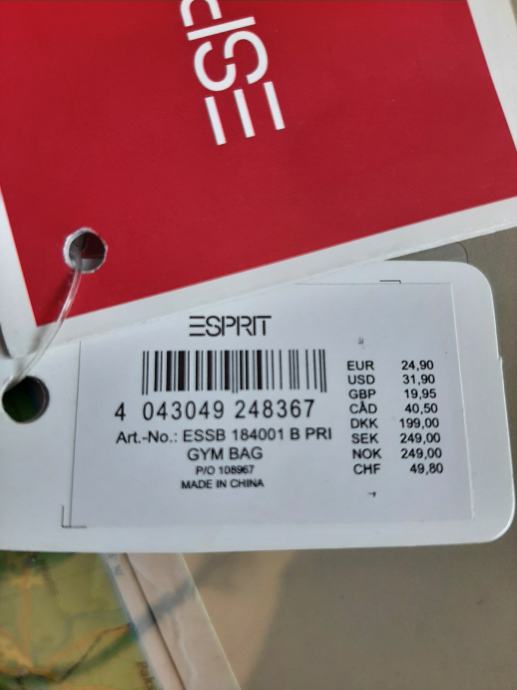 ESPRIT
ESPRIT
4 043049 248367
Art.-No.: ESSB 184001 B PRI
GYM BAG
P/O 108967
MADE IN CHINA
EUR 24,90
USD 31,90
GBP 19,95
CÅD 40,50
DKK 199,00
SEK 249,00
NOK 249,00
CHF 49,80